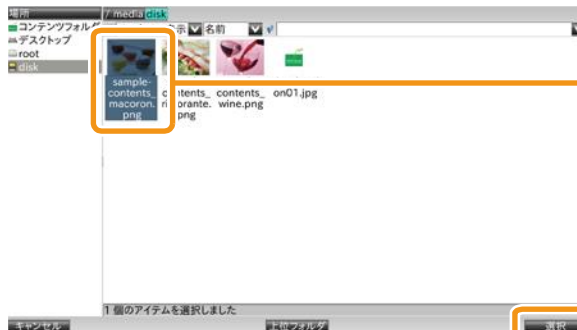 場所
/ media disk
コンテンツフォルダ
示 名前
デスクトップ
root
disk
sample-
contents_
macoron.
png
contents_
ristorante.
png
contents_
wine.png
on01.jpg
1 個のアイテムを選択しました
キャンセル
上位フォルダ
選択